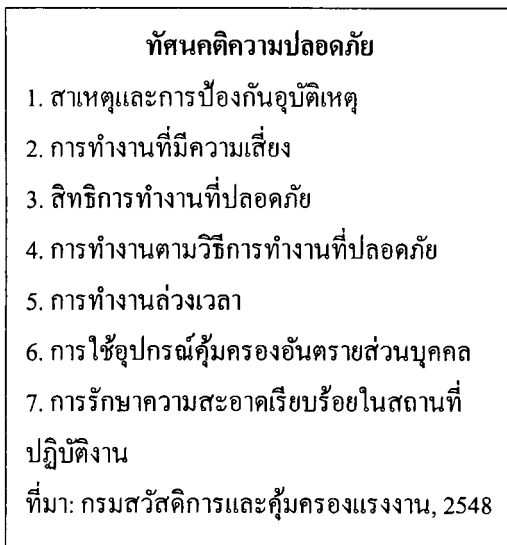 ทัศนคติความปลอดภัย
1. สาเหตุและการป้องกันอุบัติเหตุ
2. การทำงานที่มีความเสี่ยง
3. สิทธิการทำงานที่ปลอดภัย
4. การทำงานตามวิธีการทำงานที่ปลอดภัย
5. การทำงานล่วงเวลา
6. การใช้อุปกรณ์คุ้มครองอันตรายส่วนบุคคล
7. การรักษาความสะอาดเรียบร้อยในสถานที่
ปฏิบัติงาน
ที่มา: กรมสวัสดิการและคุ้มครองแรงงาน, 2548